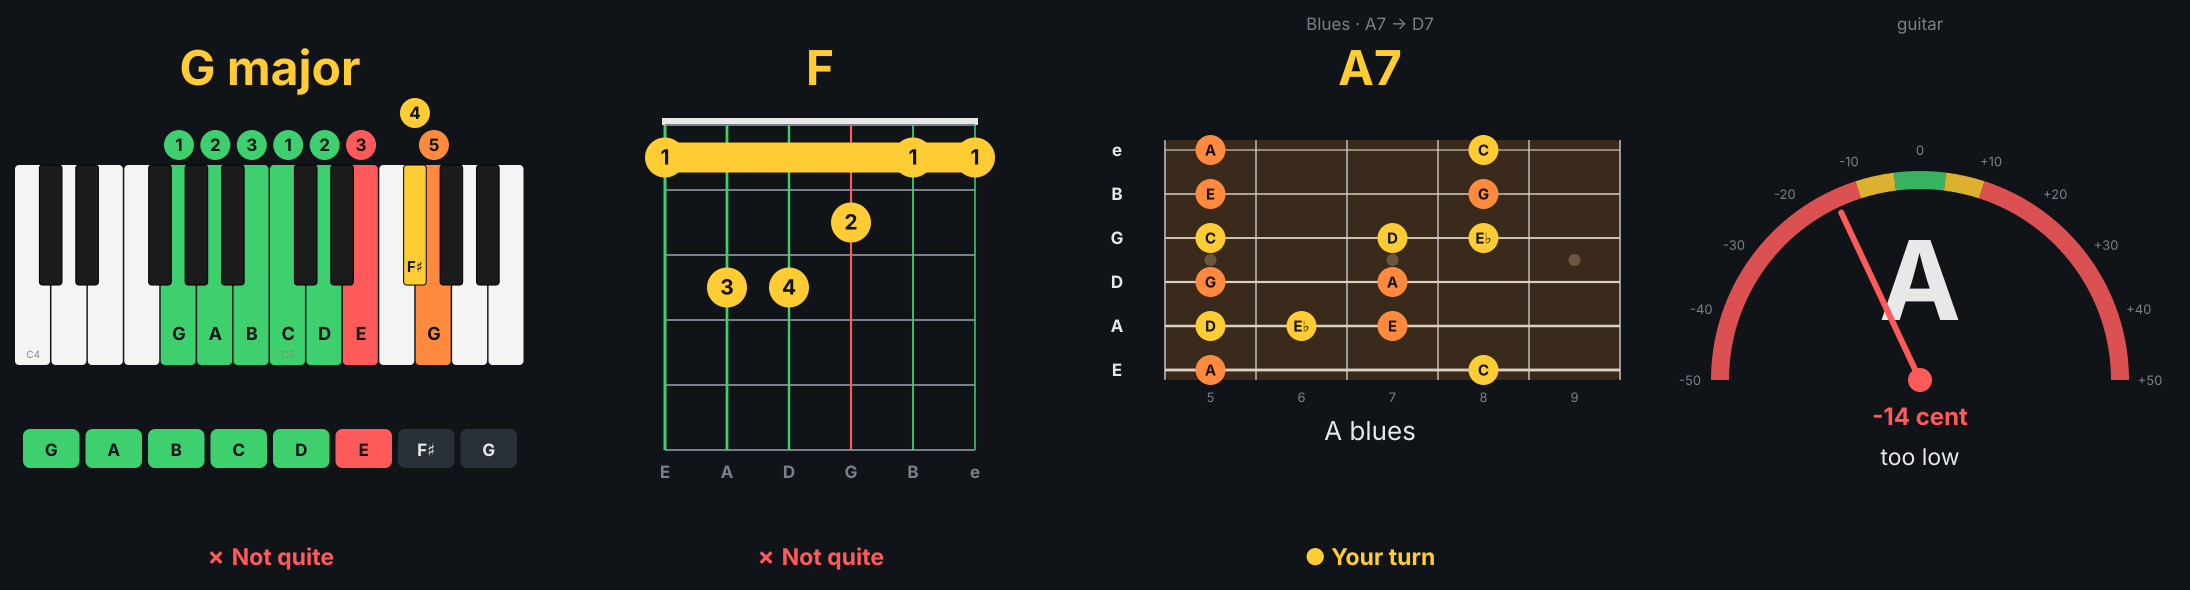 G major
4
1 2 3 1 2 3 5
F♯
G A B C D E G
C4 C5
G A B C D E F♯ G
× Not quite
F
1 1 1
2
3 4
E A D G B e
× Not quite
Blues · A7 → D7
A7
e A C
B E G
G C D E♭
D G A
A D E♭ E
E A C
5 6 7 8 9
A blues
Your turn
guitar
-50 -40 -30 -20 -10 0 +10 +20 +30 +40 +50
A
-14 cent
too low